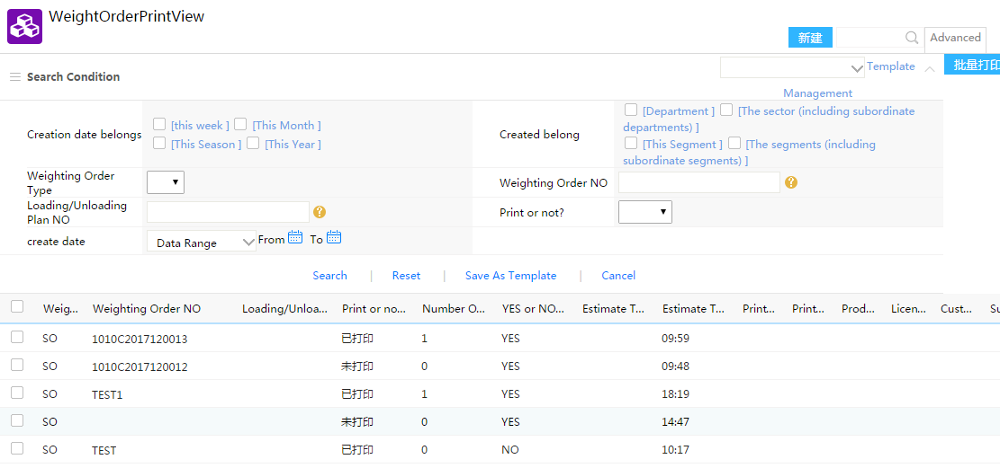 WeightOrderPrintView
新建
Advanced
Search Condition
Template
批量打印
Management
Creation date belongs
[this week ] [This Month ]
[This Season ] [This Year ]
Created belong
[Department ] [The sector (including subordinate
departments) ]
[This Segment ] [The segments (including
subordinate segments) ]
Weighting Order
Type
Weighting Order NO
Loading/Unloading
Plan NO
Print or not?
create date
Data Range From To
Search | Reset | Save As Template | Cancel
Weig... Weighting Order NO Loading/Unloa... Print or no... Number O... YES or NO... Estimate T... Estimate T... Print... Print... Prod... Licen... Cust... Su
SO 1010C2017120013 已打印 1 YES 09:59
SO 1010C2017120012 未打印 0 YES 09:48
SO TEST1 已打印 1 YES 18:19
SO 未打印 0 YES 14:47
SO TEST 已打印 0 NO 10:17